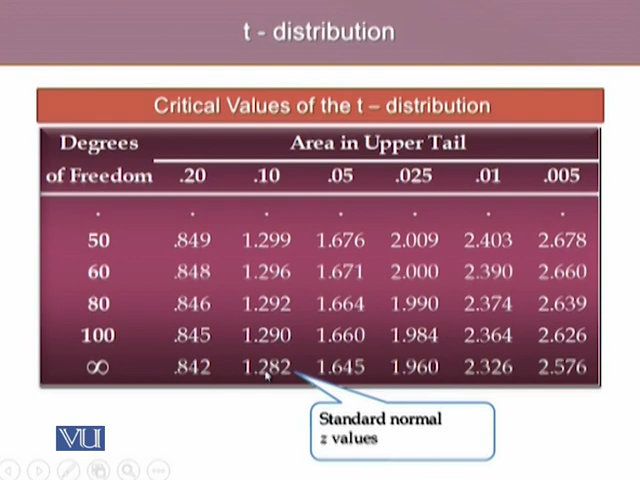 t - distribution
Critical Values of the t – distribution
Degrees Area in Upper Tail
of Freedom .20 .10 .05 .025 .01 .005
. . . . . . .
50 .849 1.299 1.676 2.009 2.403 2.678
60 .848 1.296 1.671 2.000 2.390 2.660
80 .846 1.292 1.664 1.990 2.374 2.639
100 .845 1.290 1.660 1.984 2.364 2.626
∞ .842 1.282 1.645 1.960 2.326 2.576
Standard normal
z values
VU